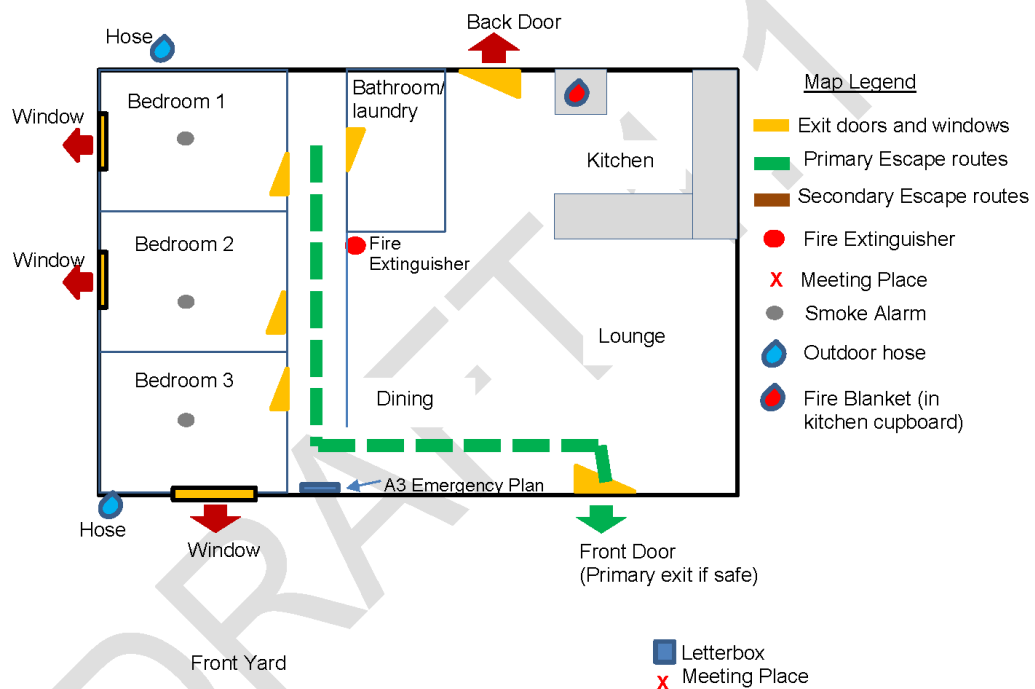 Back Door
Hose
Bedroom 1
Bathroom/
laundry
Window
Kitchen
Bedroom 2
Window
Fire
Extinguisher
Lounge
Bedroom 3
Dining
A3 Emergency Plan
Hose
Window
Front Door
(Primary exit if safe)
Front Yard
Letterbox
X Meeting Place
Map Legend
Exit doors and windows
Primary Escape routes
Secondary Escape routes
Fire Extinguisher
X Meeting Place
Smoke Alarm
Outdoor hose
Fire Blanket (in
kitchen cupboard)
DRAFT V1